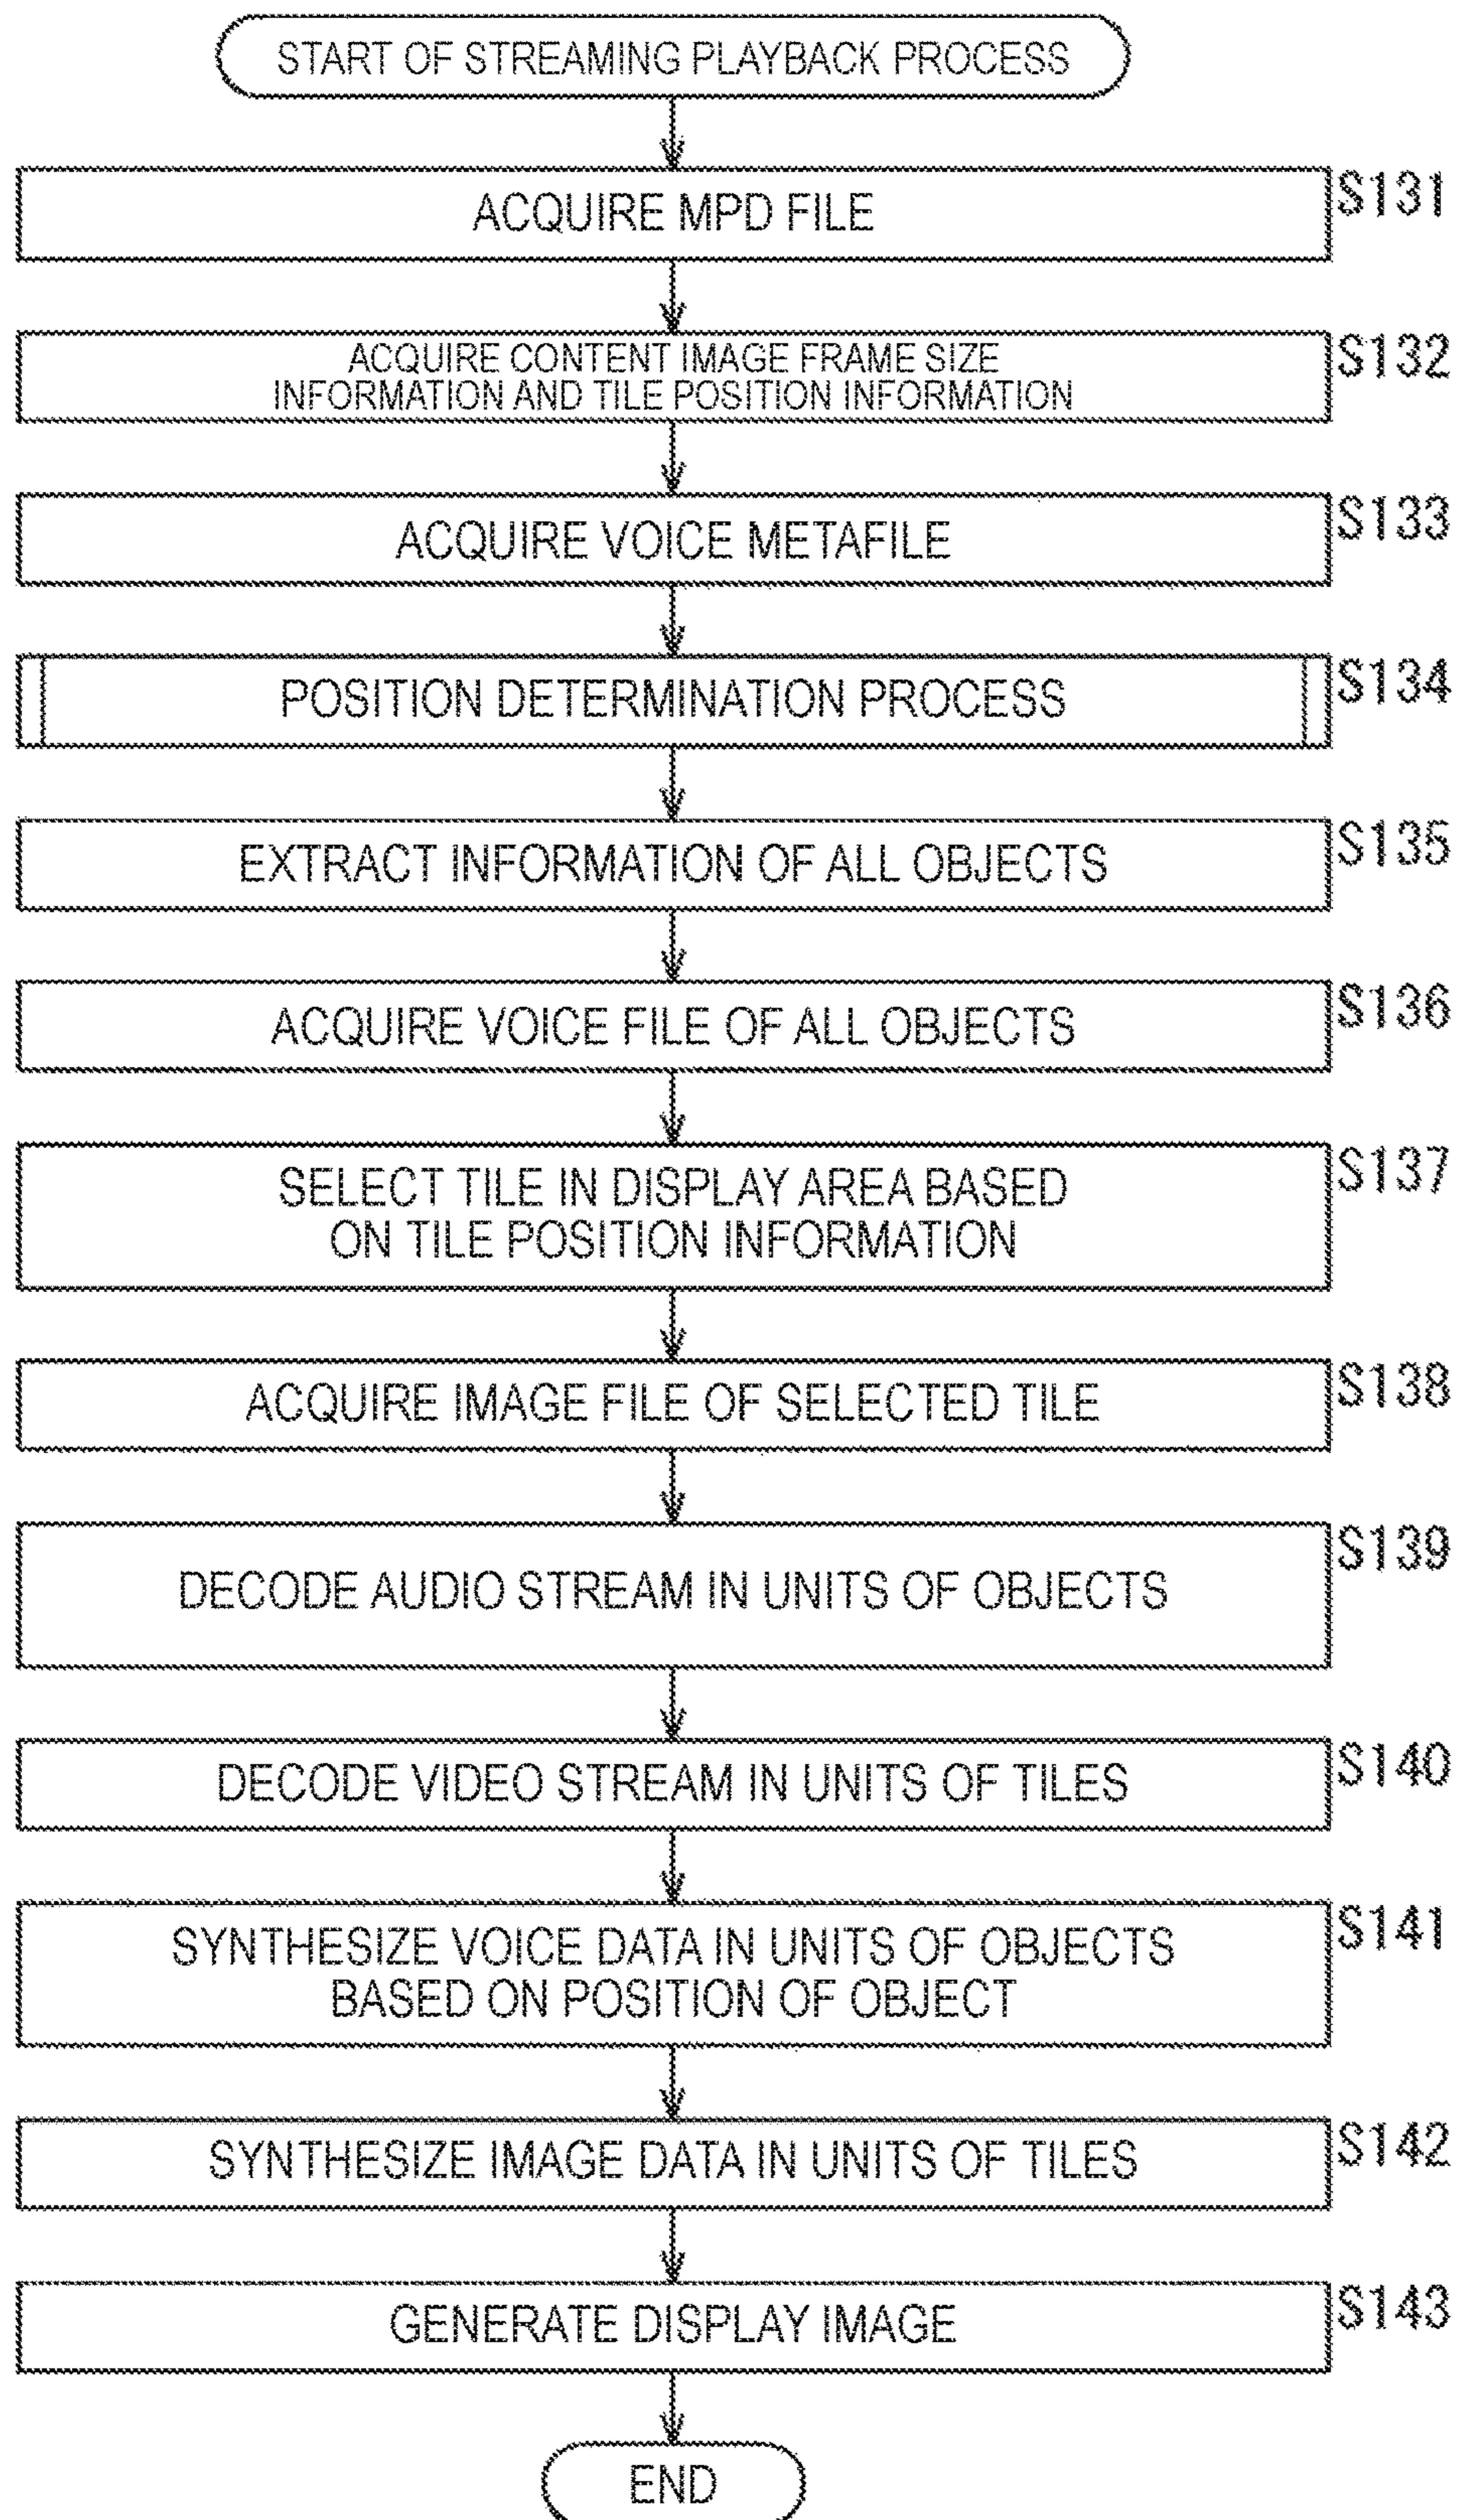 START OF STREAMING PLAYBACK PROCESS
ACQUIRE MPD FILE
S131
ACQUIRE CONTENT IMAGE FRAME SIZE
INFORMATION AND TILE POSITION INFORMATION
S132
ACQUIRE VOICE METAFILE
S133
POSITION DETERMINATION PROCESS
S134
EXTRACT INFORMATION OF ALL OBJECTS
S135
ACQUIRE VOICE FILE OF ALL OBJECTS
S136
SELECT TILE IN DISPLAY AREA BASED
ON TILE POSITION INFORMATION
S137
ACQUIRE IMAGE FILE OF SELECTED TILE
S138
DECODE AUDIO STREAM IN UNITS OF OBJECTS
S139
DECODE VIDEO STREAM IN UNITS OF TILES
S140
SYNTHESIZE VOICE DATA IN UNITS OF OBJECTS
BASED ON POSITION OF OBJECT
S141
SYNTHESIZE IMAGE DATA IN UNITS OF TILES
S142
GENERATE DISPLAY IMAGE
S143
END